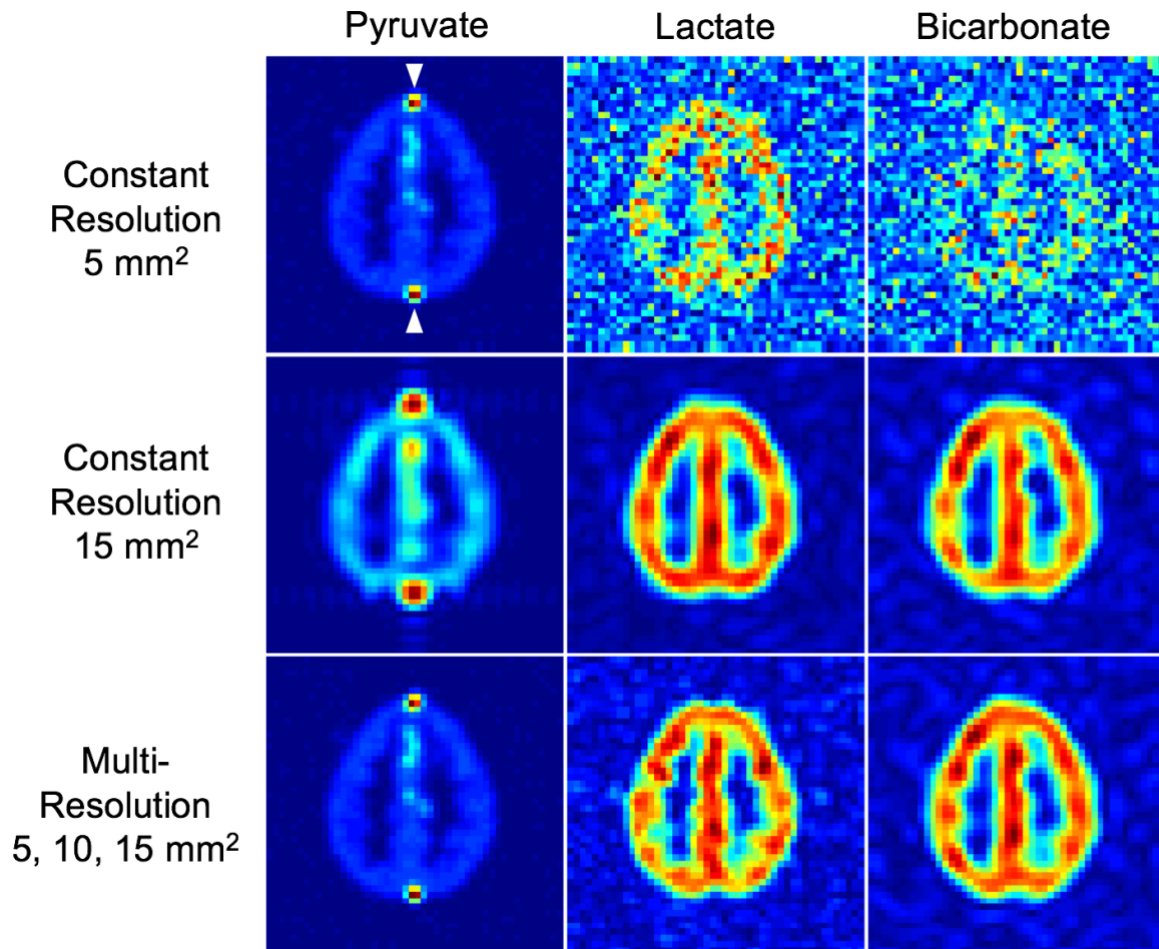 Pyruvate Lactate Bicarbonate
Constant
Resolution
5 mm²
Constant
Resolution
15 mm²
Multi-
Resolution
5, 10, 15 mm²